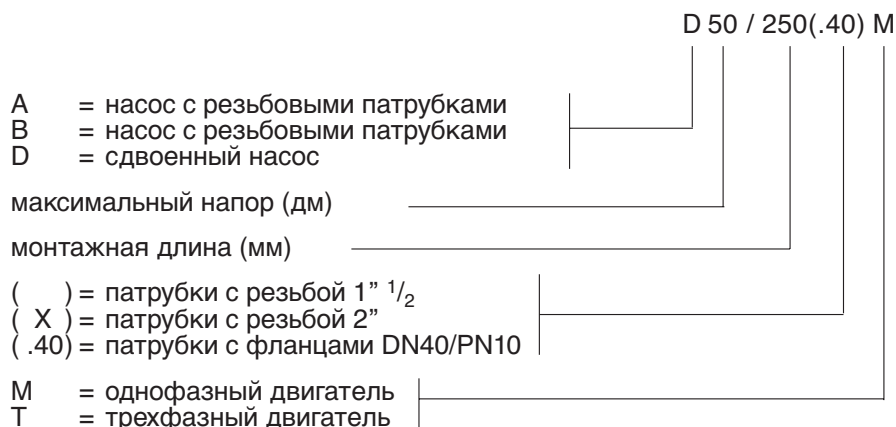 D 50 / 250(.40) M
A = насос с резьбовыми патрубками
B = насос с резьбовыми патрубками
D = сдвоенный насос
максимальный напор (дм)
монтажная длина (мм)
( ) = патрубки с резьбой 1” 1/2
( X ) = патрубки с резьбой 2”
( .40) = патрубки с фланцами DN40/PN10
M = однофазный двигатель
T = трехфазный двигатель